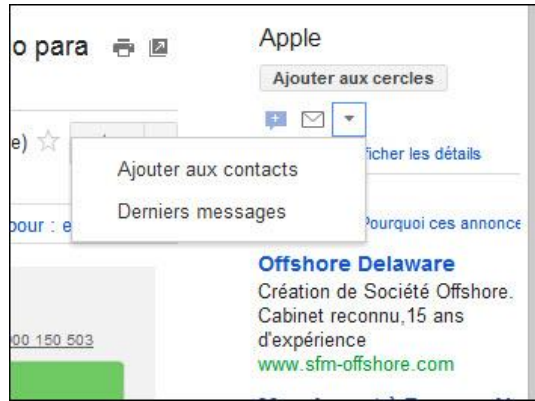 o para
Apple
Ajouter aux cercles
e)
Ajouter aux contacts
ficher les détails
Derniers messages
pour : e
Pourquoi ces annonce
Offshore Delaware
Création de Société Offshore.
Cabinet reconnu,15 ans
d'expérience
00 150 503
www.sfm-offshore.com